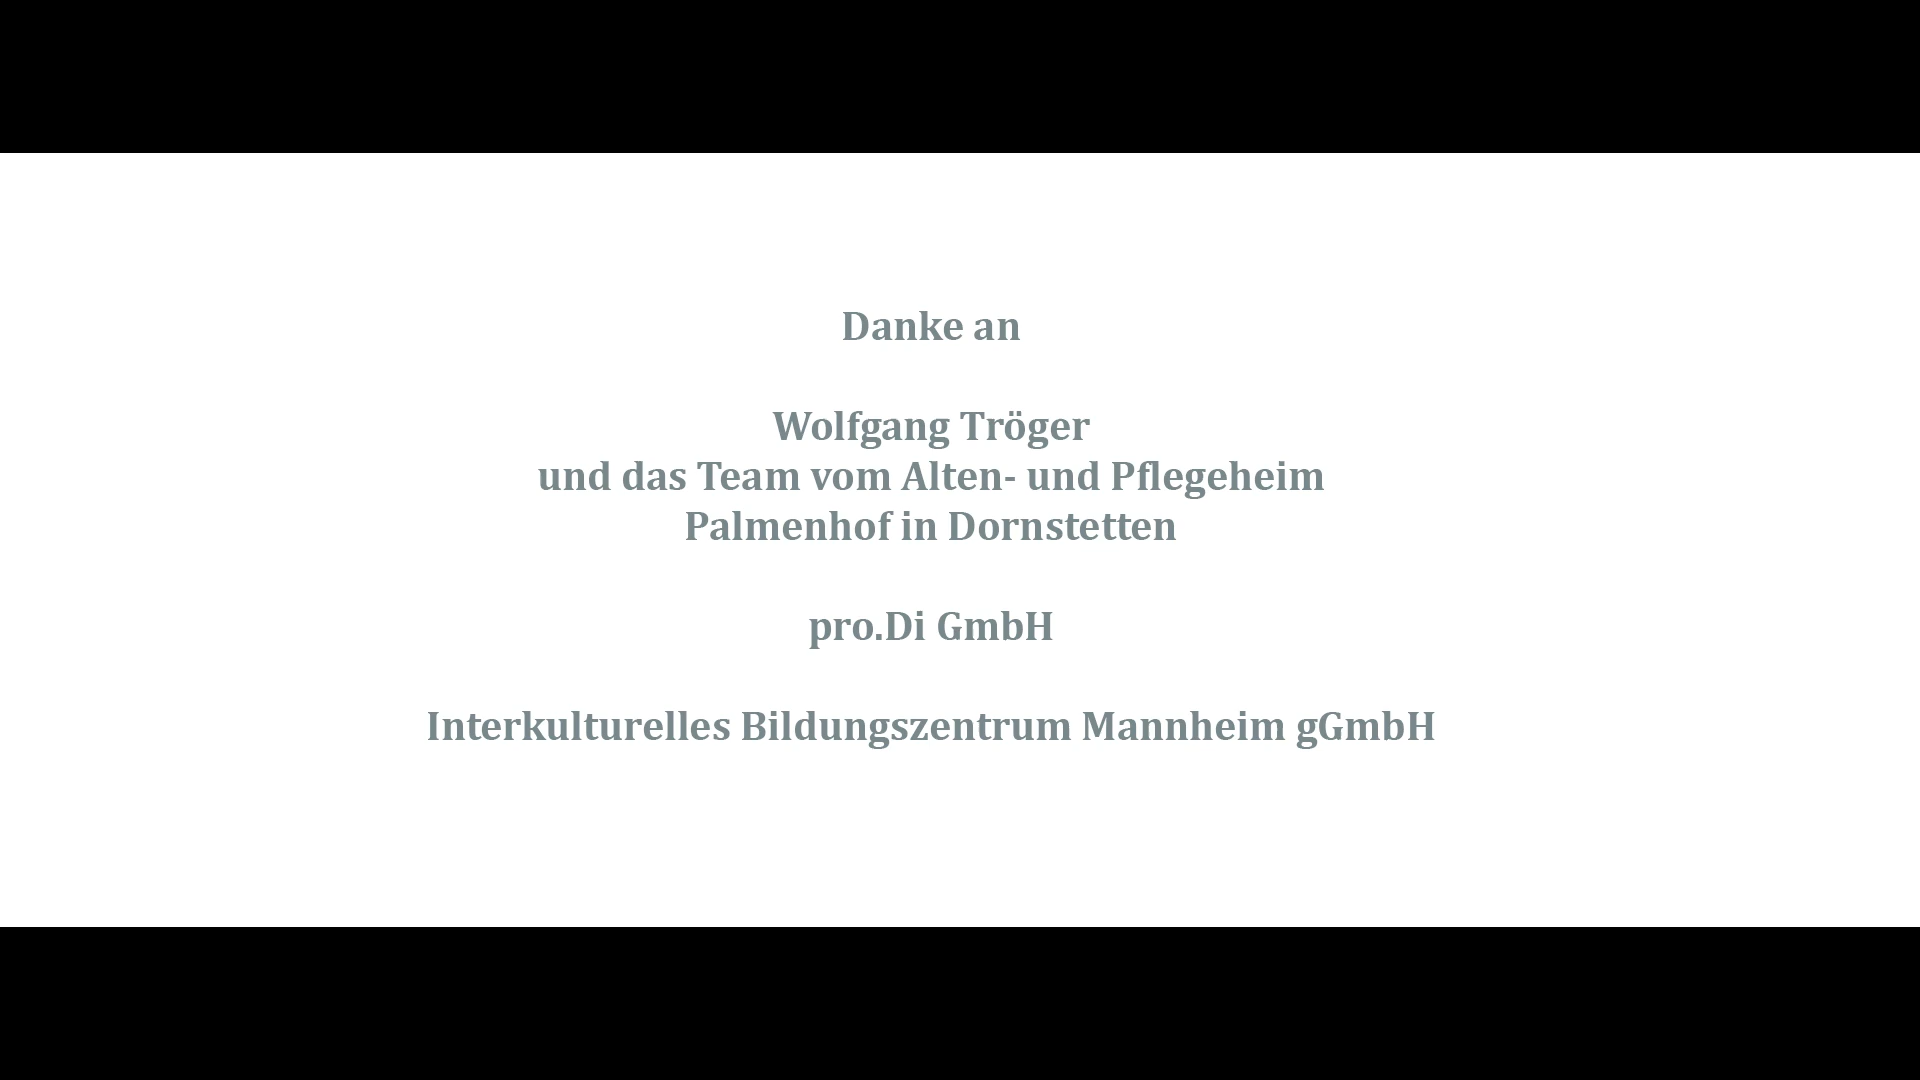 Danke an
Wolfgang Tröger
und das Team vom Alten- und Pflegeheim
Palmenhof in Dornstetten
pro.Di GmbH
Interkulturelles Bildungszentrum Mannheim gGmbH